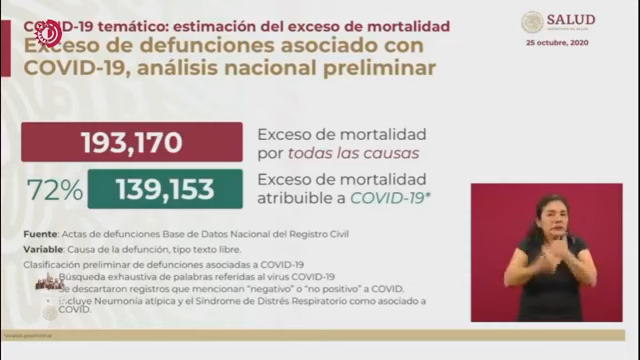 COVID-19 temático: estimación del exceso de mortalidad
SALUD
25 octubre, 2020
Exceso de defunciones asociado con
COVID-19, análisis nacional preliminar
193,170
Exceso de mortalidad
por todas las causas
72%
139,153
Exceso de mortalidad
atribuible a COVID-19*
Fuente: Actas de defunciones Base de Datos Nacional del Registro Civil
Variable: Causa de la defunción, tipo texto libre.
Clasificación preliminar de defunciones asociadas a COVID-19
Búsqueda exhaustiva de palabras referidas al virus COVID-19
Se descartaron registros que mencionan "negativo" o "no positivo" a COVID.
Incluye Neumonía atípica y el Síndrome de Distrés Respiratorio como asociado a
COVID.